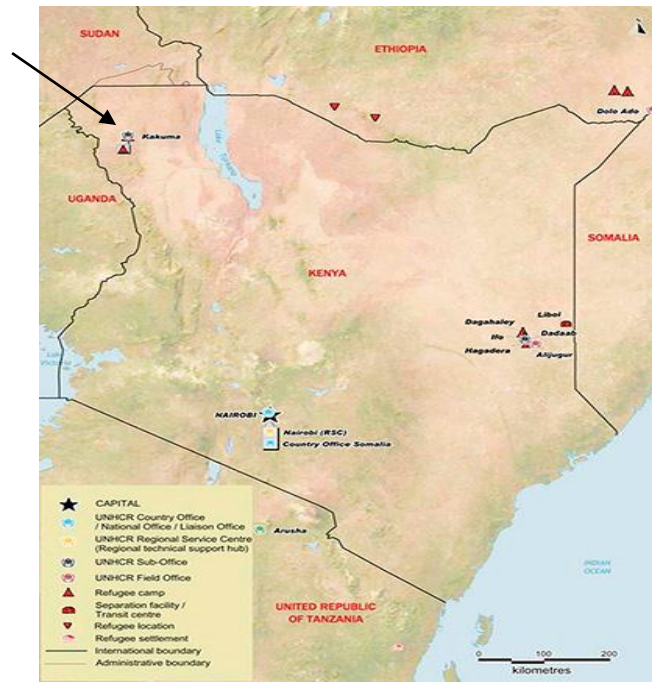 SUDAN
ETHIOPIA
Dolo Ado
Kakuma
Lake Turkana
UGANDA
SOMALIA
KENYA
Dagahaley
Liboi
Ifo
Dadaab
Hagadera
Alijugur
Lake
Victoria
NAIROBI
Nairobi (RSC)
Country Office Somalia
CAPITAL
UNHCR Country Office
/ National Office / Liaison Office
UNHCR Regional Service Centre
(Regional technical support hub)
UNHCR Sub-Office
UNHCR Field Office
Refugee camp
Separation facility /
Transit centre
Refugee location
Refugee settlement
International boundary
Administrative boundary
Arusha
INDIAN
OCEAN
UNITED REPUBLIC
OF TANZANIA
0 100 200
kilometres